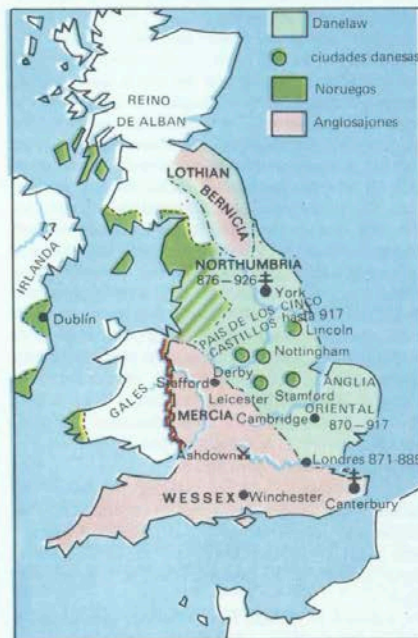 Danelaw
ciudades danesas
Noruegos
Anglosajones
REINO
DE ALBAN
LOTHIAN
BERNICIA
IRLANDA
Dublín
NORTHUMBRIA
876–926
York
PAIS DE LOS CINCO
CASTILLOS hasta 917
Lincoln
Nottingham
Derby
Stafford
Leicester
Stamford
ANGLIA
ORIENTAL
870–917
GALES
MERCIA
Cambridge
Ashdown
Londres 871-889
WESSEX
Winchester
Canterbury